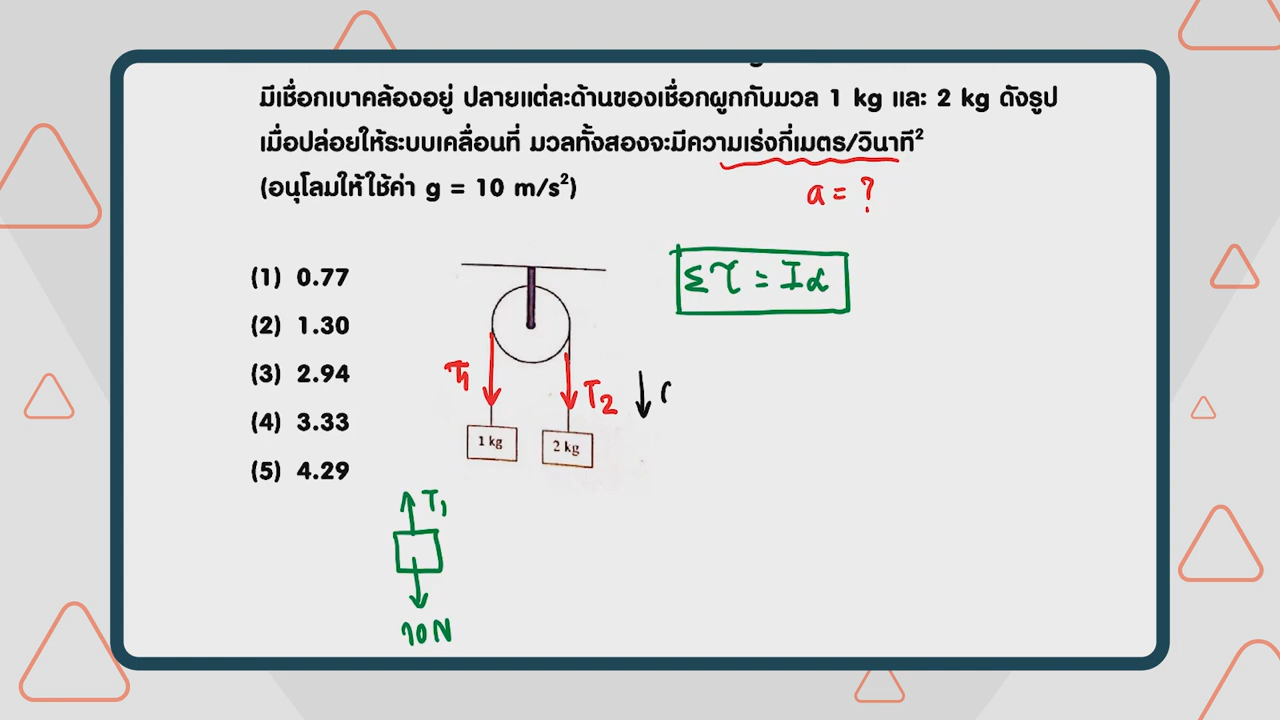 มีเชือกเบาคล้องอยู่ ปลายแต่ละด้านของเชือกผูกกับมวล 1 kg และ 2 kg ดังรูป
เมื่อปล่อยให้ระบบเคลื่อนที่ มวลทั้งสองจะมีความเร่งกี่เมตร/วินาที²
(อนุโลมให้ใช้ค่า g = 10 m/s²)
a = ?
Στ = Iα
(1) 0.77
(2) 1.30
(3) 2.94
(4) 3.33
(5) 4.29
T₁
T₂
1 kg
2 kg
T₁
10N